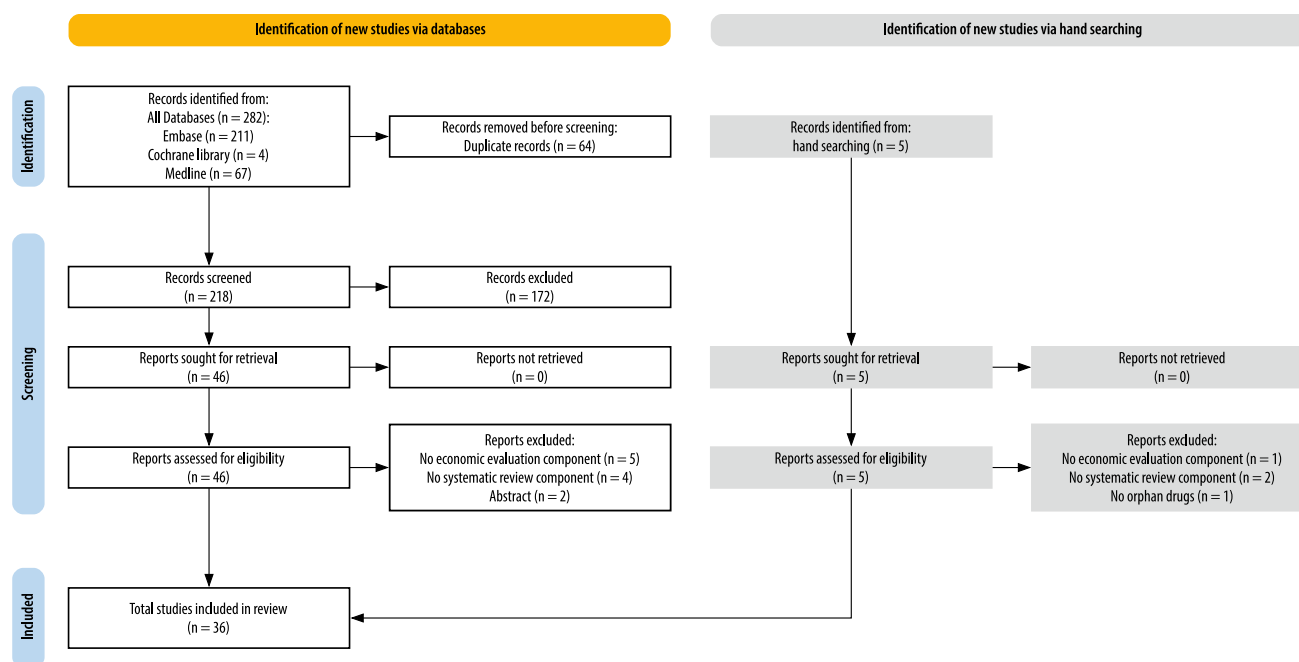 Identification of new studies via databases
Identification of new studies via hand searching
Identification
Records identified from:
All Databases (n = 282):
Embase (n = 211)
Cochrane library (n = 4)
Medline (n = 67)
Records removed before screening:
Duplicate records (n = 64)
Records identified from:
hand searching (n = 5)
Screening
Records screened
(n = 218)
Records excluded
(n = 172)
Reports sought for retrieval
(n = 46)
Reports not retrieved
(n = 0)
Reports sought for retrieval
(n = 5)
Reports not retrieved
(n = 0)
Reports assessed for eligibility
(n = 46)
Reports excluded:
No economic evaluation component (n = 5)
No systematic review component (n = 4)
Abstract (n = 2)
Reports assessed for eligibility
(n = 5)
Reports excluded:
No economic evaluation component (n = 1)
No systematic review component (n = 2)
No orphan drugs (n = 1)
Included
Total studies included in review
(n = 36)